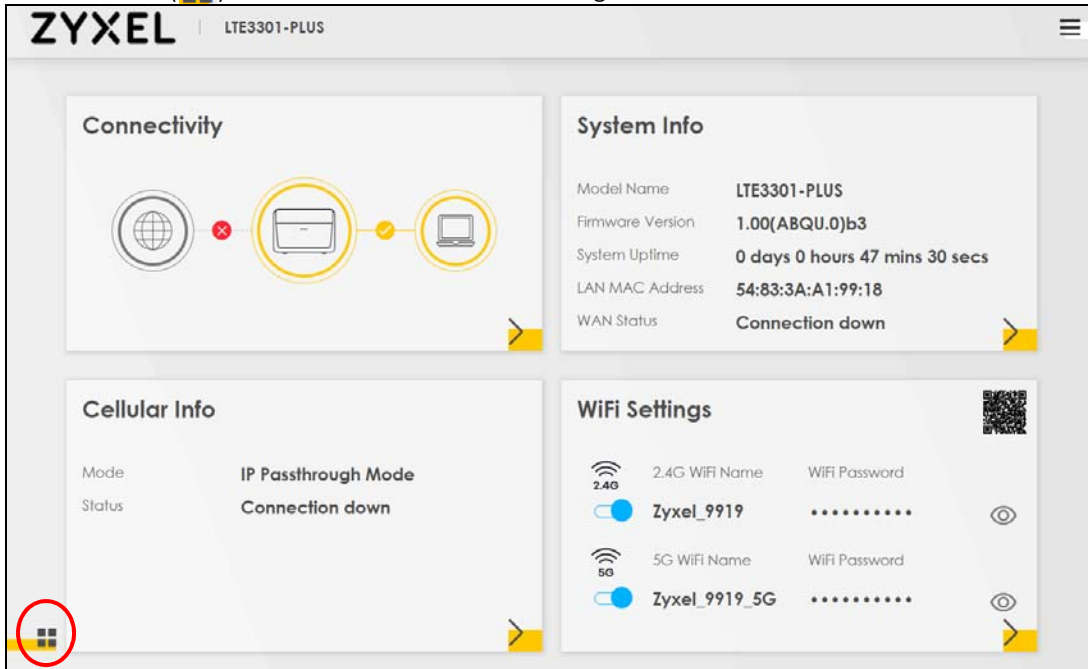 ZYXEL LTE3301-PLUS
Connectivity
System Info
Model Name LTE3301-PLUS
Firmware Version 1.00(ABQU.0)b3
System Uptime 0 days 0 hours 47 mins 30 secs
LAN MAC Address 54:83:3A:A1:99:18
WAN Status Connection down
Cellular Info
Mode IP Passthrough Mode
Status Connection down
WiFi Settings
2.4G 2.4G WiFi Name WiFi Password
Zyxel_9919 ••••••••••
5G 5G WiFi Name WiFi Password
Zyxel_9919_5G ••••••••••